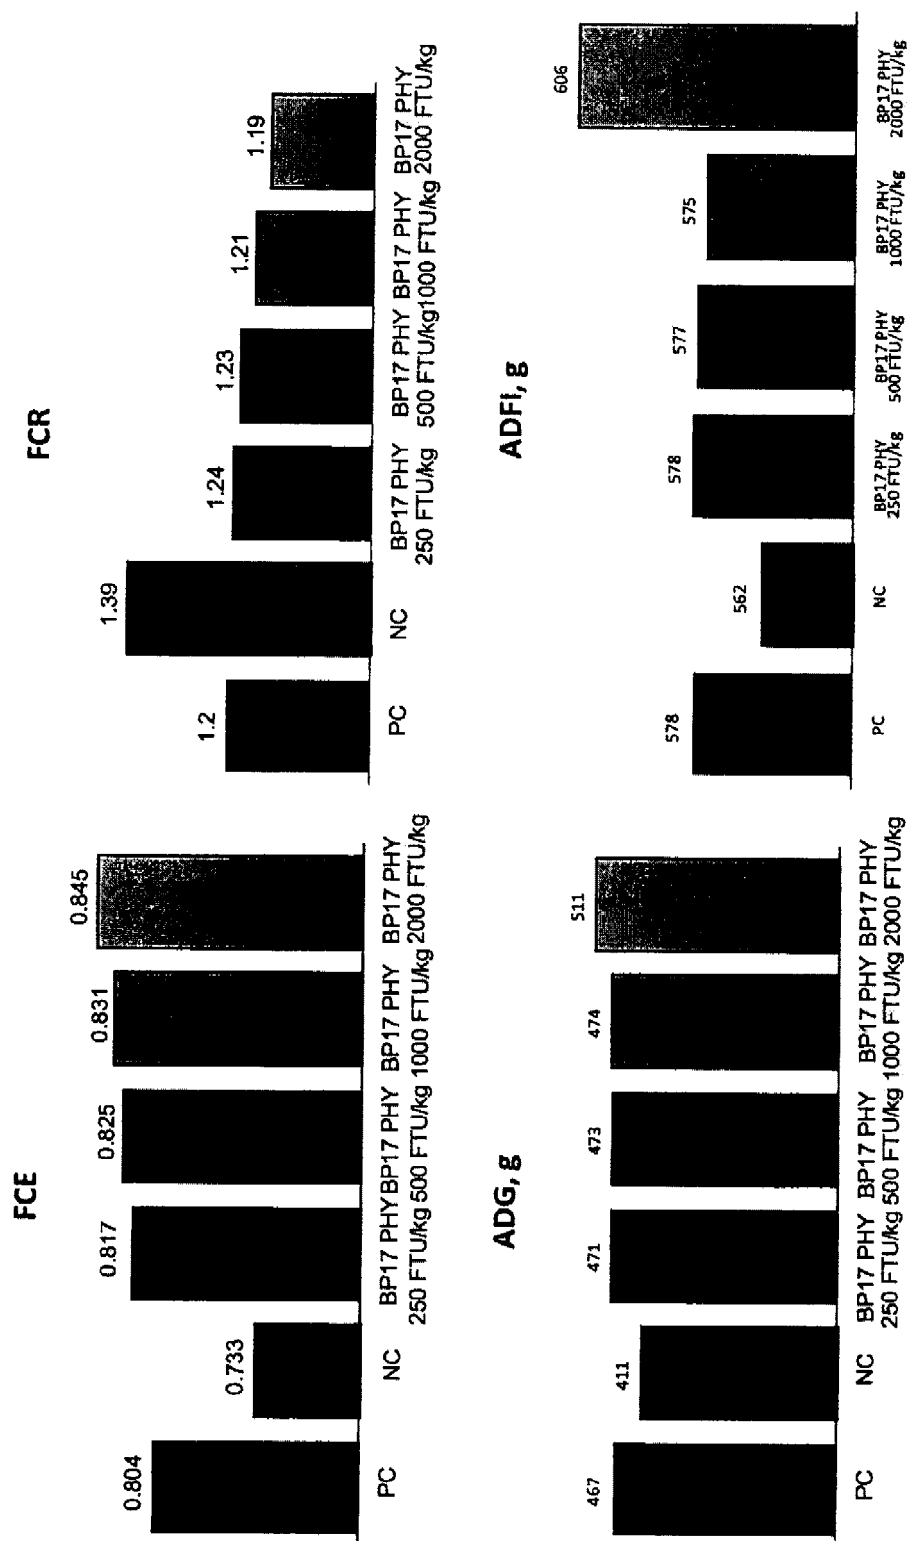 FCE
0.804
0.733
0.817
0.825
0.831
0.845
PC
NC
BP17 PHY BP17 PHY BP17 PHY BP17 PHY
250 FTU/kg 500 FTU/kg 1000 FTU/kg 2000 FTU/kg
FCR
1.2
1.39
1.24
1.23
1.21
1.19
PC
NC
BP17 PHY BP17 PHY BP17 PHY BP17 PHY
250 FTU/kg 500 FTU/kg1000 FTU/kg 2000 FTU/kg
ADG, g
467
411
471
473
474
511
PC
NC
BP17 PHY BP17 PHY BP17 PHY BP17 PHY
250 FTU/kg 500 FTU/kg 1000 FTU/kg 2000 FTU/kg
ADFi, g
578
562
578
577
575
606
PC
NC
BP17 PHY
250 FTU/kg
BP17 PHY
500 FTU/kg
BP17 PHY
1000 FTU/kg
BP17 PHY
2000 FTU/kg